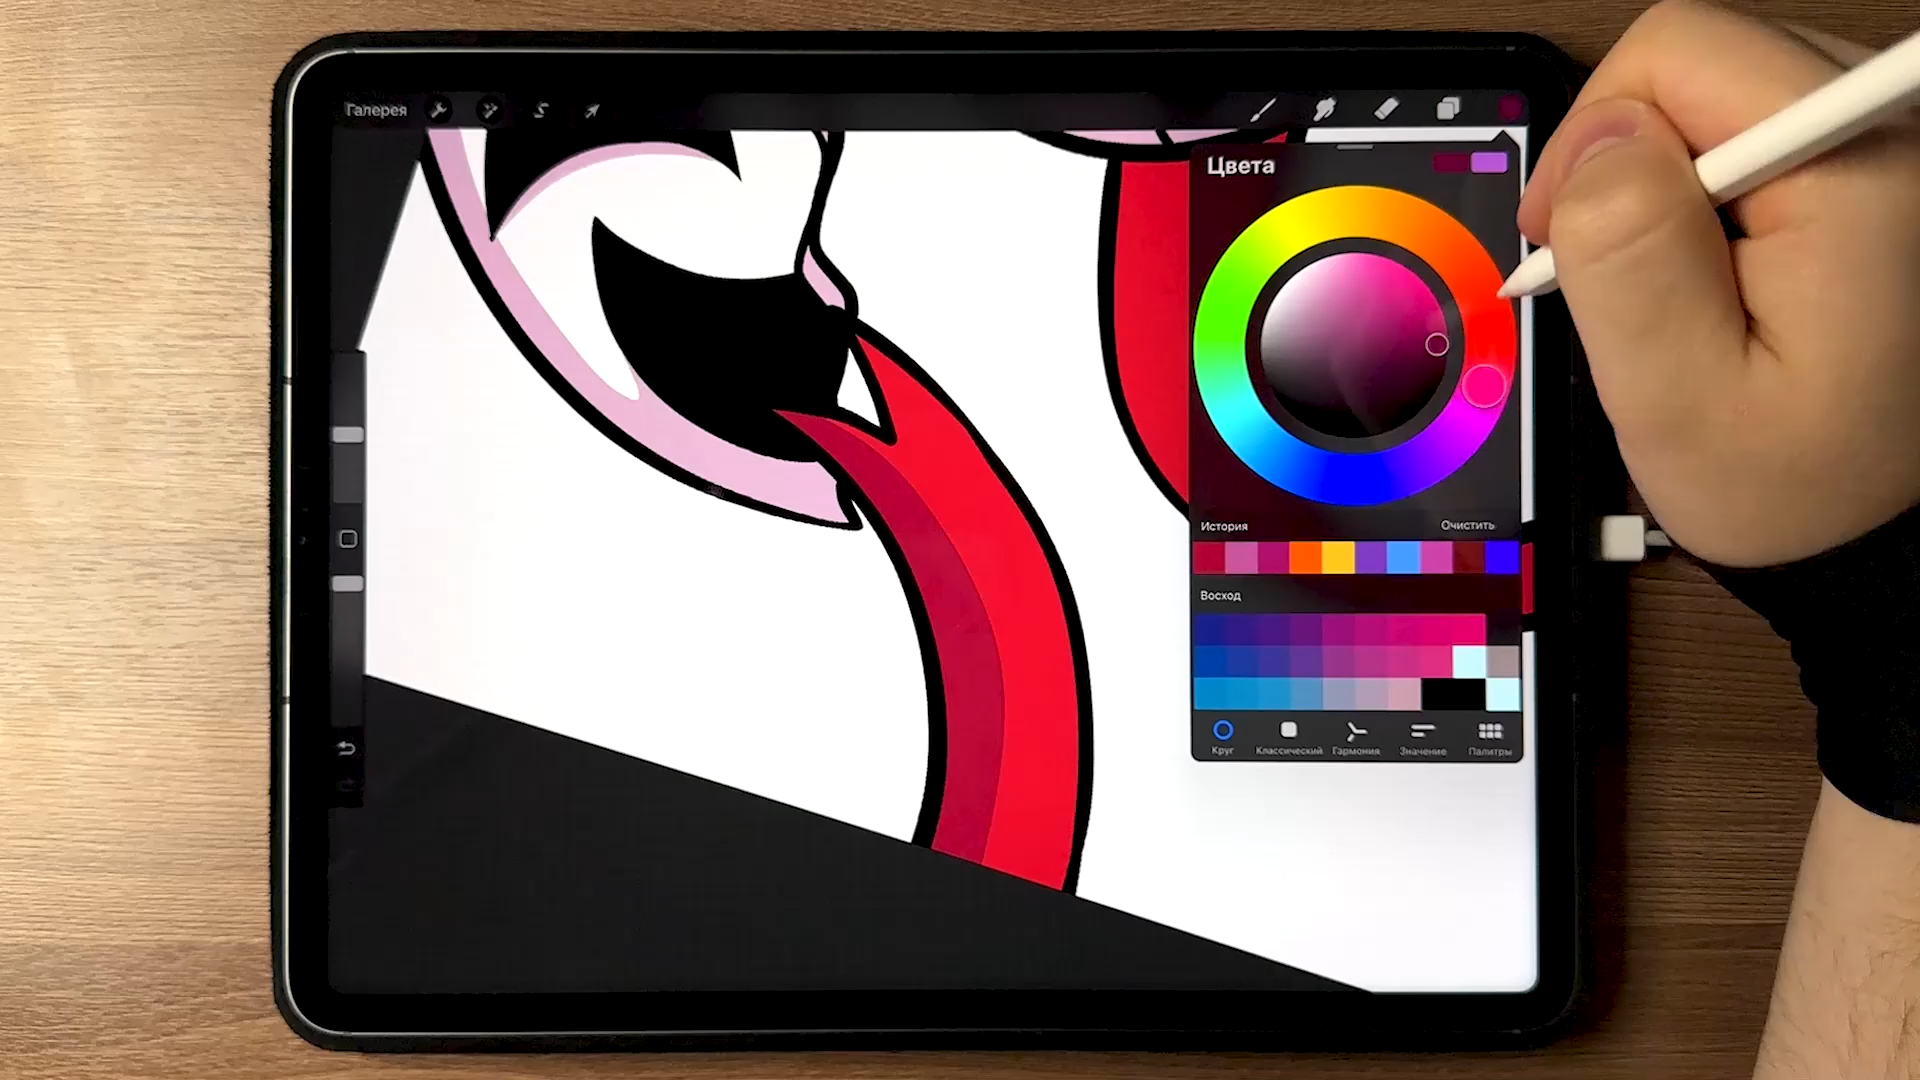 Галерея
Цвета
История Очистить
Восход
Круг Классический Гармония Значение Палитры